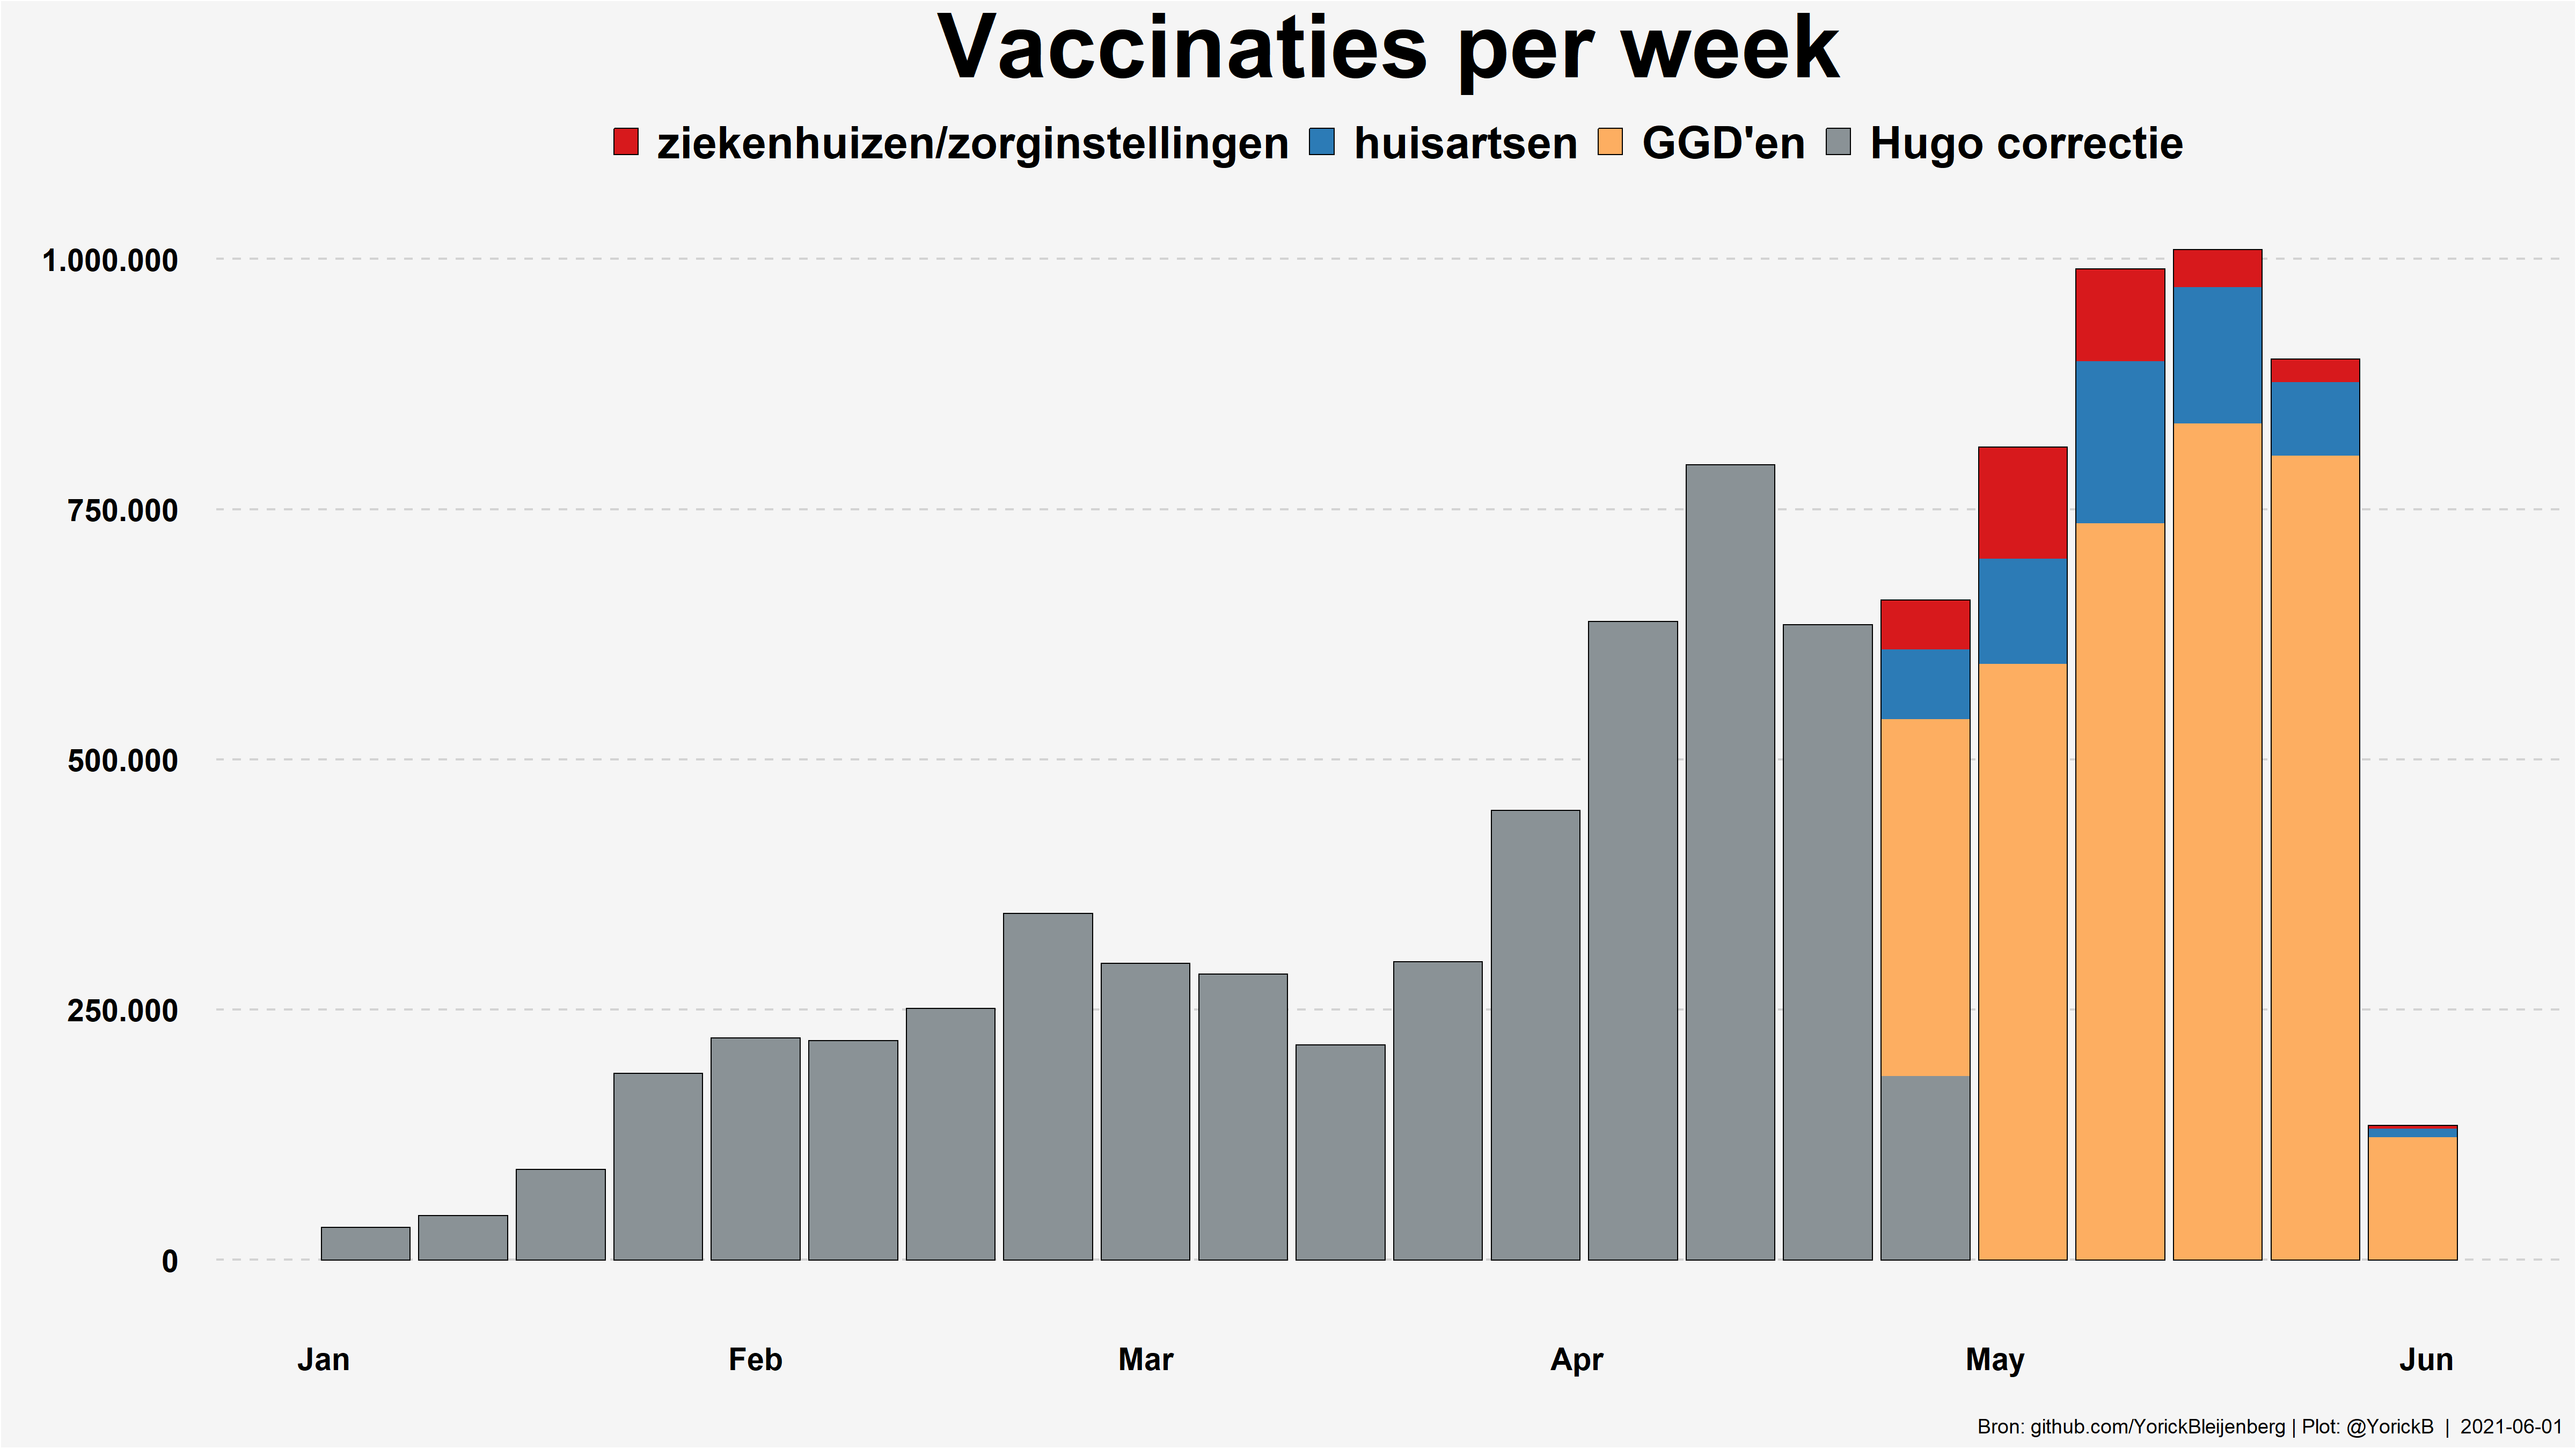 Vaccinaties per week
ziekenhuizen/zorginstellingen huisartsen GGD'en Hugo correctie
1.000.000
750.000
500.000
250.000
0
Jan Feb Mar Apr May Jun
Bron: github.com/YorickBleijenberg | Plot: @YorickB | 2021-06-01